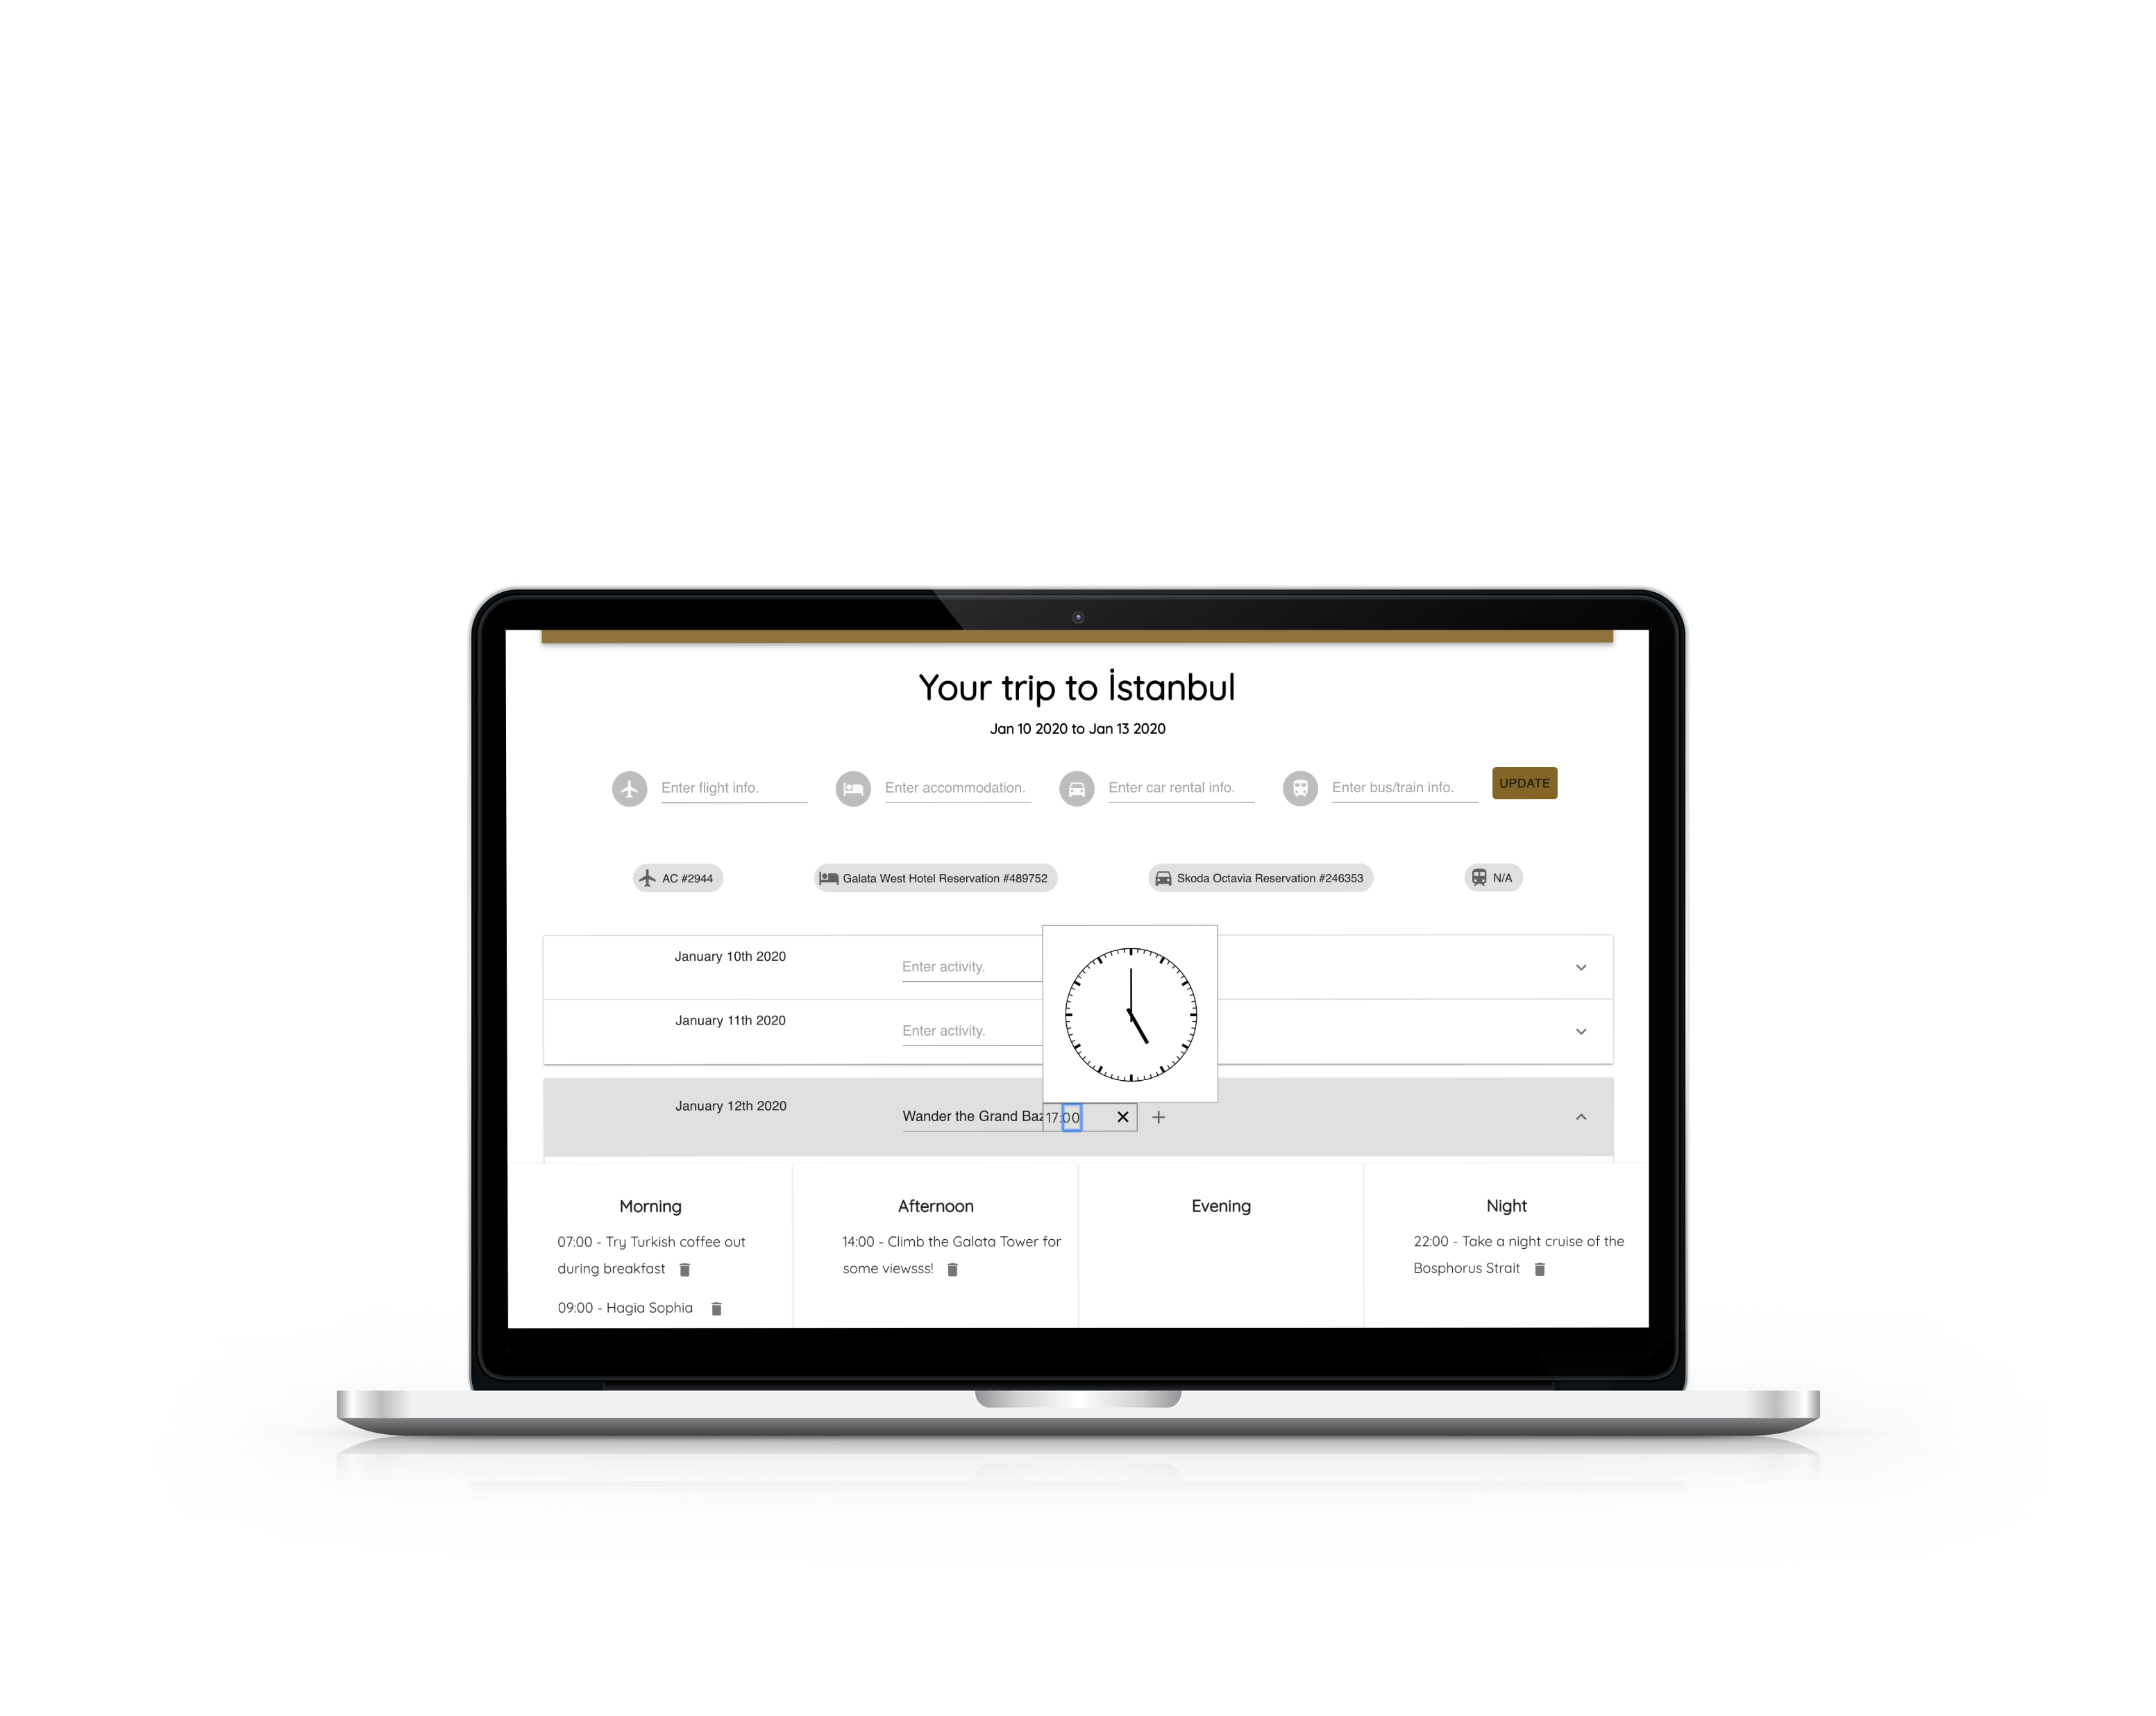 Your trip to İstanbul
Jan 10 2020 to Jan 13 2020
Enter flight info.
Enter accommodation.
Enter car rental info.
Enter bus/train info.
UPDATE
AC #2944
Galata West Hotel Reservation #489752
Skoda Octavia Reservation #246353
N/A
January 10th 2020
Enter activity.
January 11th 2020
Enter activity.
January 12th 2020
Wander the Grand Baz
17:00
Morning
07:00 - Try Turkish coffee out
during breakfast
09:00 - Hagia Sophia
Afternoon
14:00 - Climb the Galata Tower for
some viewsss!
Evening
Night
22:00 - Take a night cruise of the
Bosphorus Strait